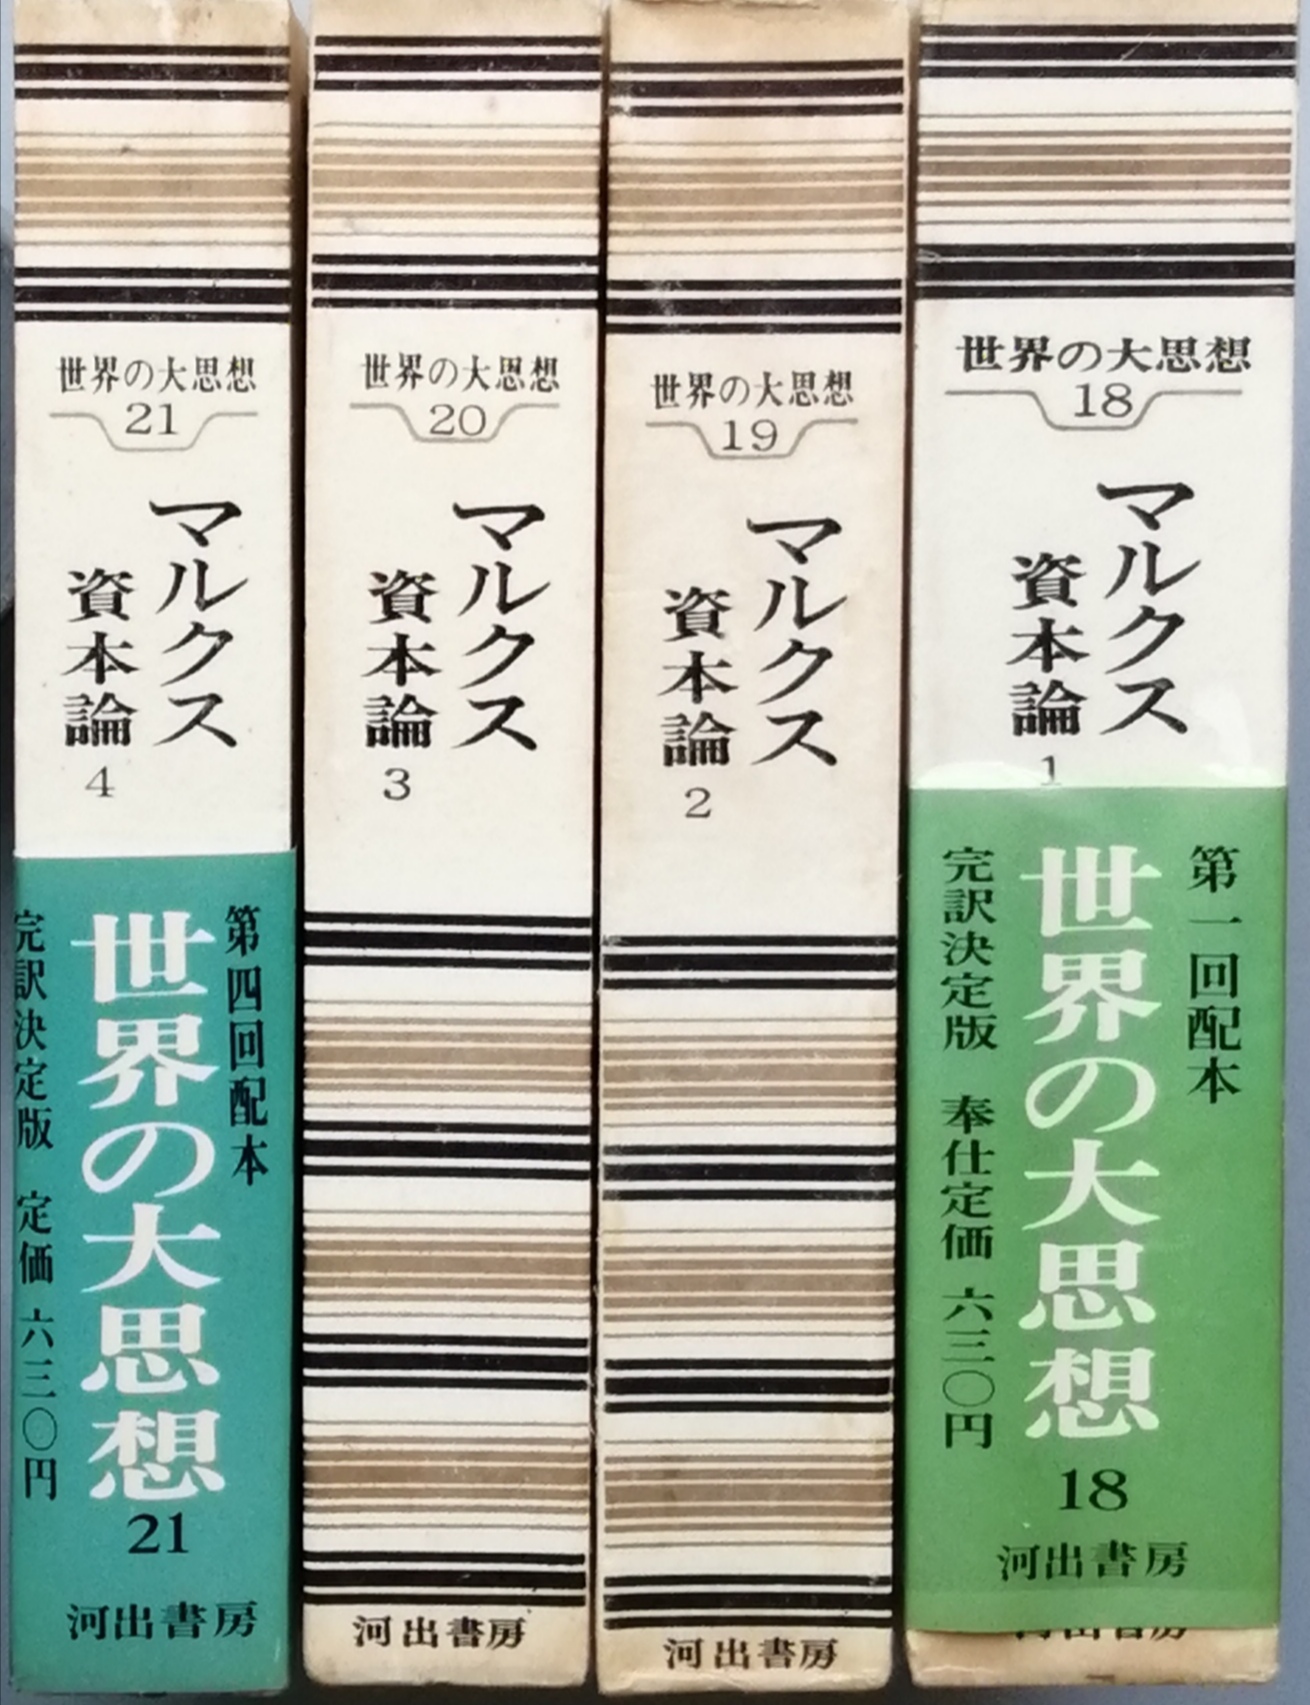 世界の大思想
18
マルクス
資本論
1
第一回配本
世界の大思想
18
完訳決定版 奉仕定価 六三〇円
河出書房
河出書房
世界の大思想
19
マルクス
資本論
2
河出書房
世界の大思想
20
マルクス
資本論
3
河出書房
世界の大思想
21
マルクス
資本論
4
第四回配本
世界の大思想
21
完訳決定版 定価 六三〇円
河出書房